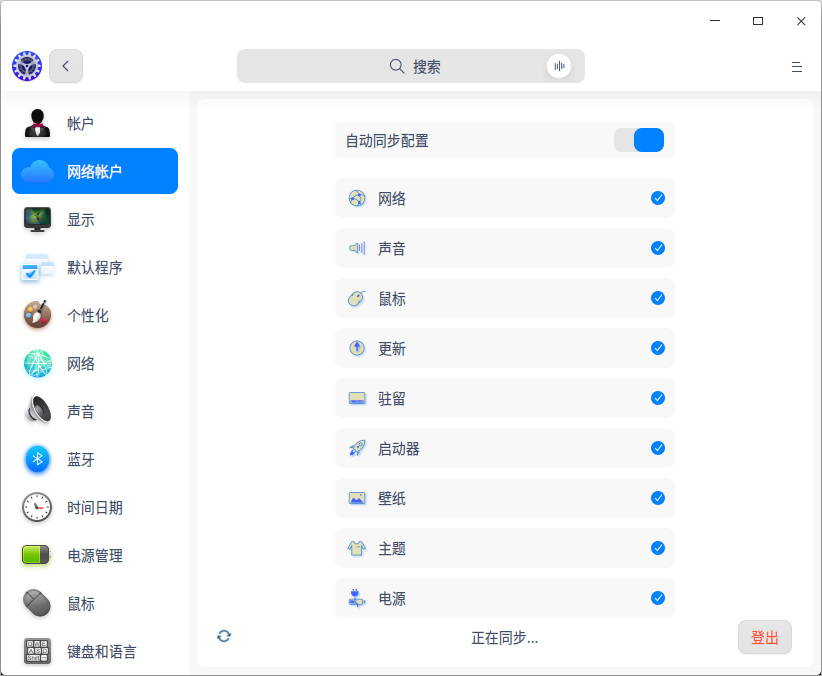 搜索
帐户
网络帐户
显示
默认程序
个性化
网络
声音
蓝牙
时间日期
电源管理
鼠标
键盘和语言
自动同步配置
网络
声音
鼠标
更新
驻留
启动器
壁纸
主题
电源
正在同步...
登出